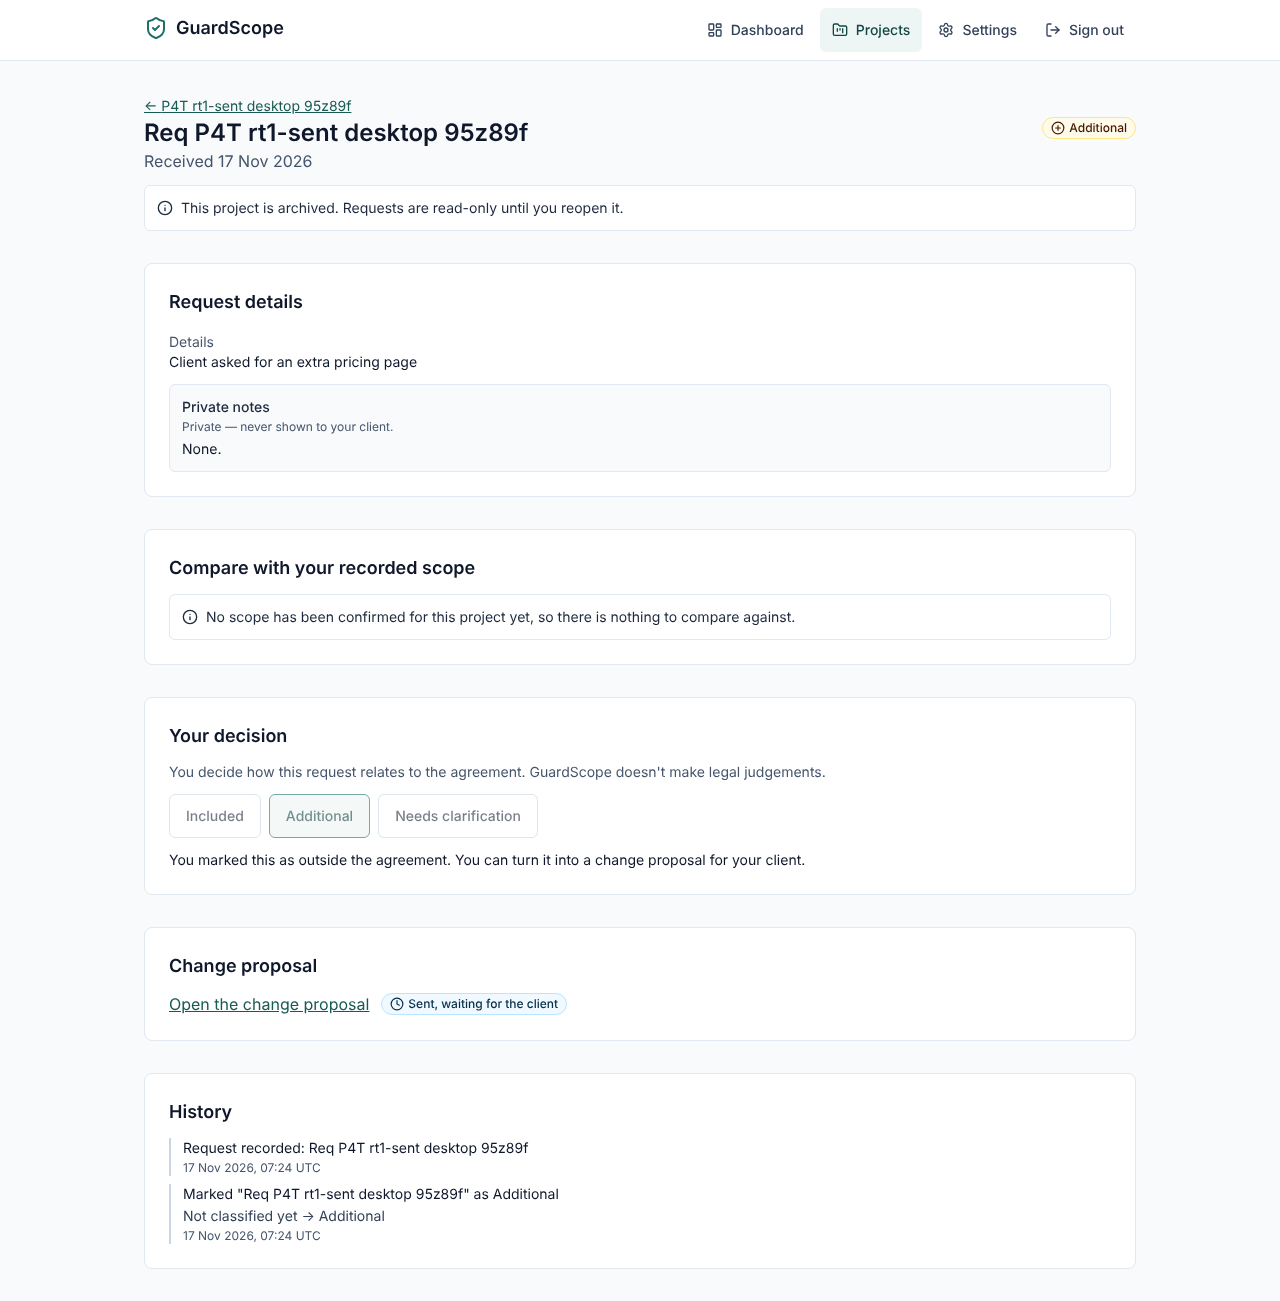 GuardScope
Dashboard
Projects
Settings
Sign out
← P4T rt1-sent desktop 95z89f
Req P4T rt1-sent desktop 95z89f
Additional
Received 17 Nov 2026
This project is archived. Requests are read-only until you reopen it.
Request details
Details
Client asked for an extra pricing page
Private notes
Private — never shown to your client.
None.
Compare with your recorded scope
No scope has been confirmed for this project yet, so there is nothing to compare against.
Your decision
You decide how this request relates to the agreement. GuardScope doesn't make legal judgements.
Included
Additional
Needs clarification
You marked this as outside the agreement. You can turn it into a change proposal for your client.
Change proposal
Open the change proposal
Sent, waiting for the client
History
Request recorded: Req P4T rt1-sent desktop 95z89f
17 Nov 2026, 07:24 UTC
Marked "Req P4T rt1-sent desktop 95z89f" as Additional
Not classified yet → Additional
17 Nov 2026, 07:24 UTC